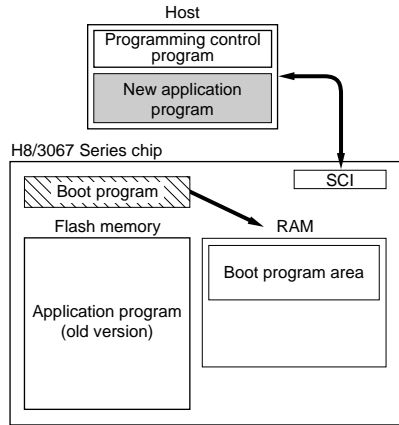 Host
Programming control
program
New application
program
H8/3067 Series chip
SCI
Boot program
Flash memory
RAM
Boot program area
Application program
(old version)